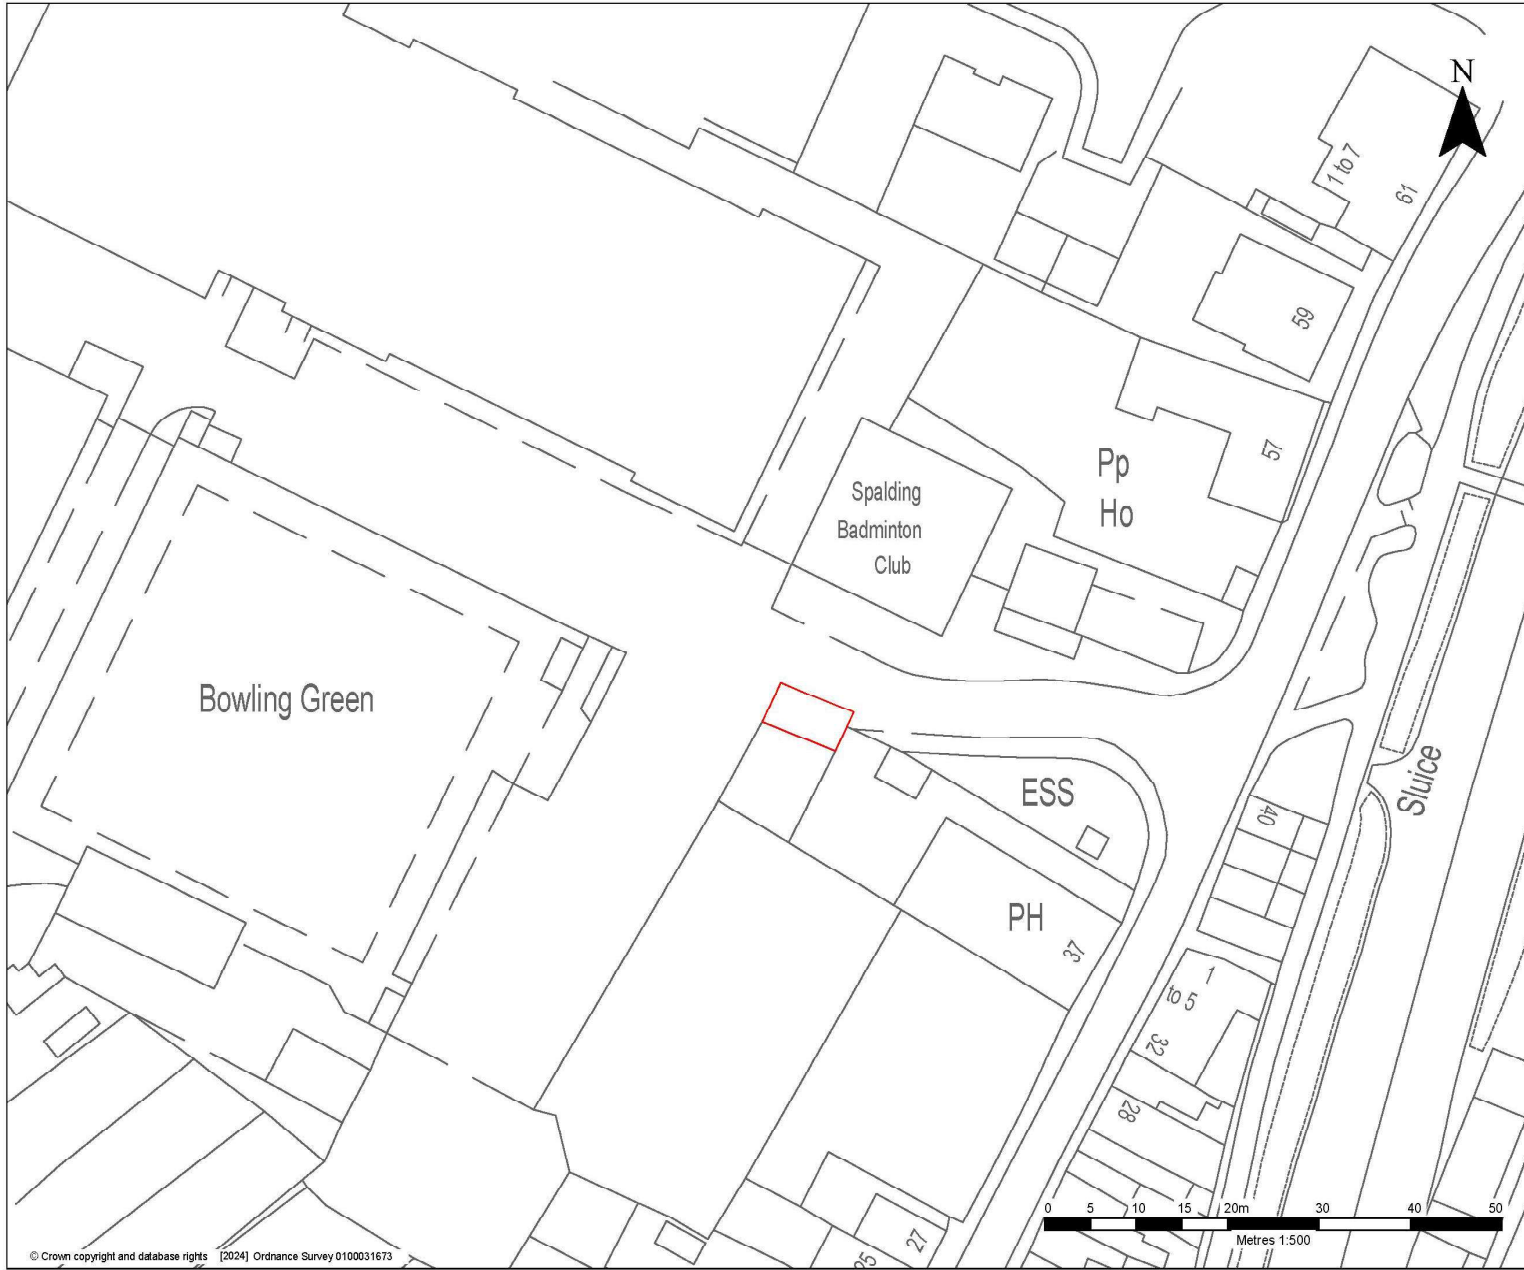 N
1 to 7
61
59
57
Pp
Ho
Spalding
Badminton
Club
Bowling Green
Sluice
ESS
40
PH
37
1
to 5
32
28
27
25
0 5 10 15 20m 30 40 50
Metres 1:500
© Crown copyright and database rights [2024] Ordnance Survey 0100031673